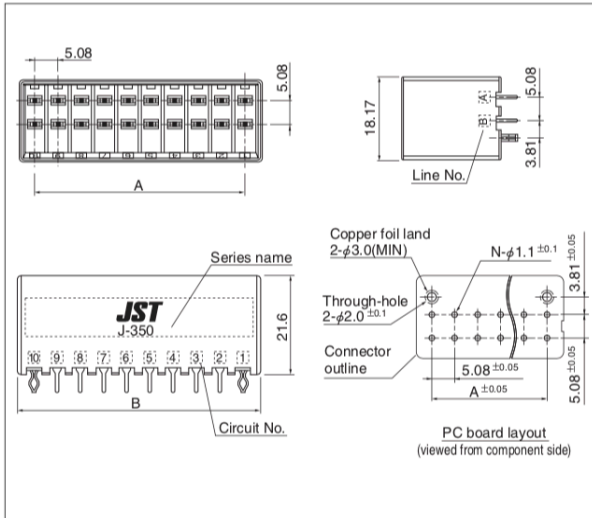 5.08
5.08
A
18.17
A
B
Line No.
5.08
3.81
Series name
JST
J-350
10 9 8 7 6 5 4 3 2 1
21.6
B
Circuit No.
Copper foil land
2-φ3.0(MIN)
N-φ1.1 ±0.1
3.81 ±0.05
Through-hole
2-φ2.0 ±0.1
Connector
outline
5.08 ±0.05
A ±0.05
5.08 ±0.05
PC board layout
(viewed from component side)